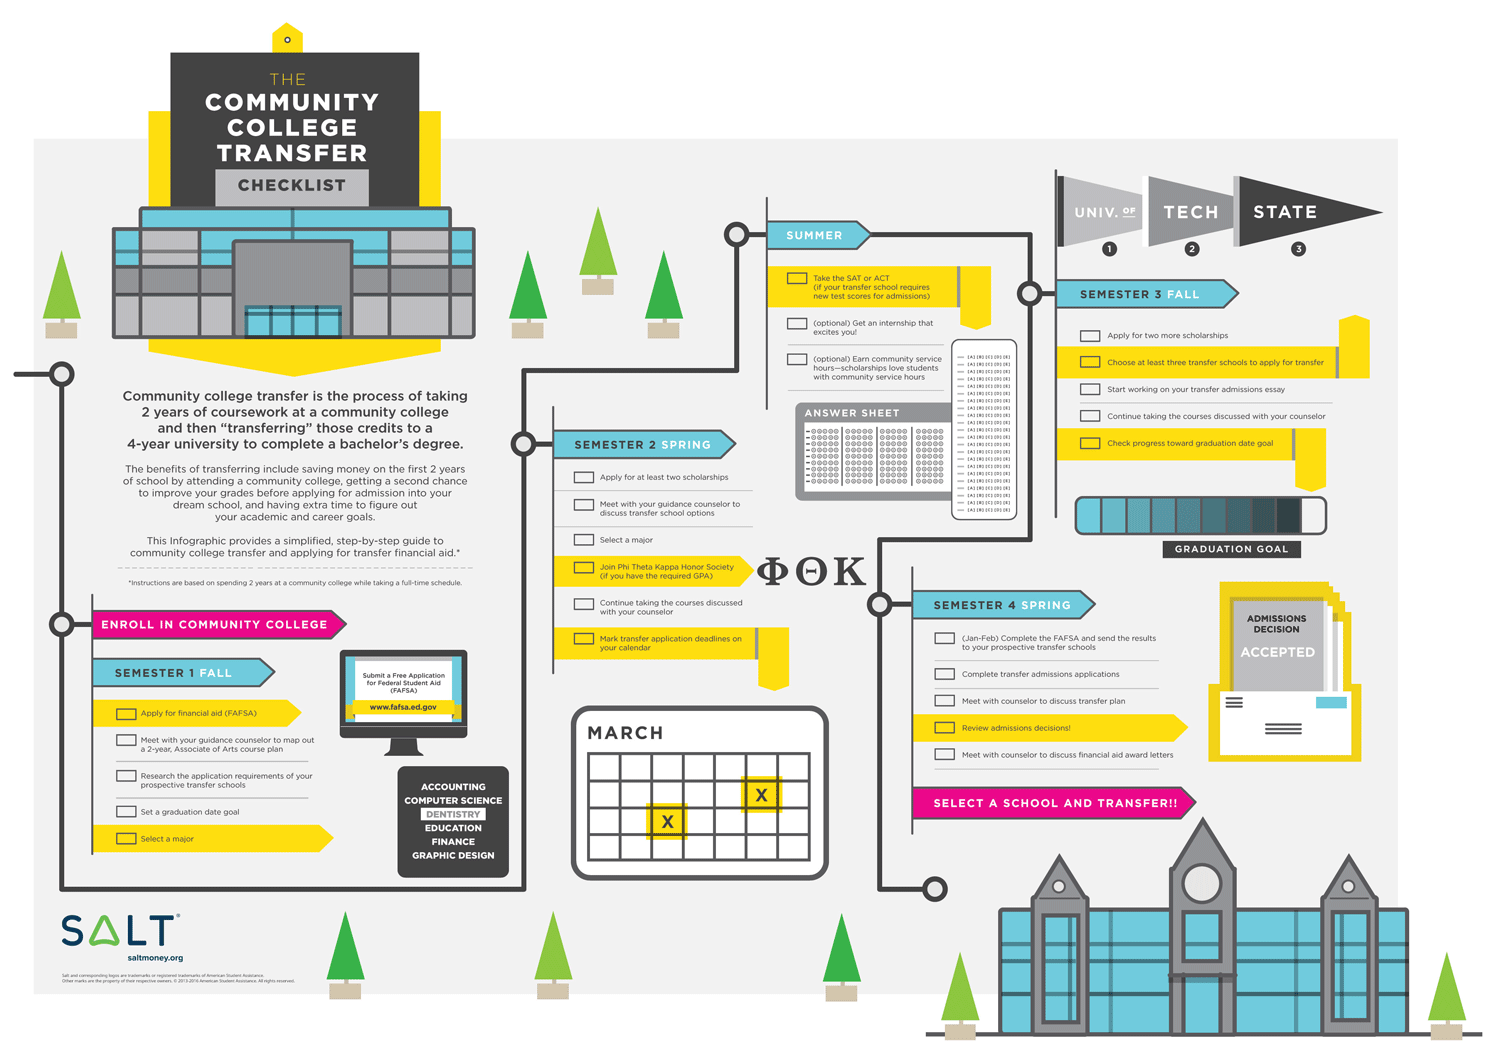 THE
COMMUNITY
COLLEGE
TRANSFER
CHECKLIST
Community college transfer is the process of taking
2 years of coursework at a community college
and then “transferring” those credits to a
4-year university to complete a bachelor’s degree.
The benefits of transferring include saving money on the first 2 years
of school by attending a community college, getting a second chance
to improve your grades before applying for admission into your
dream school, and having extra time to figure out
your academic and career goals.
This Infographic provides a simplified, step-by-step guide to
community college transfer and applying for transfer financial aid.*
*Instructions are based on spending 2 years at a community college while taking a full-time schedule.
ENROLL IN COMMUNITY COLLEGE
SEMESTER 1 FALL
Apply for financial aid (FAFSA)
Meet with your guidance counselor to map out
a 2-year, Associate of Arts course plan
Research the application requirements of your
prospective transfer schools
Set a graduation date goal
Select a major
Submit a Free Application
for Federal Student Aid
(FAFSA)
www.fafsa.ed.gov
ACCOUNTING
COMPUTER SCIENCE
DENTISTRY
EDUCATION
FINANCE
GRAPHIC DESIGN
SEMESTER 2 SPRING
Apply for at least two scholarships
Meet with your guidance counselor to
discuss transfer school options
Select a major
Join Phi Theta Kappa Honor Society
(if you have the required GPA)
ΦΘΚ
Continue taking the courses discussed
with your counselor
Mark transfer application deadlines on
your calendar
MARCH
X
X
SUMMER
Take the SAT or ACT
(if your transfer school requires
new test scores for admissions)
(optional) Get an internship that
excites you!
(optional) Earn community service
hours—scholarships love students
with community service hours
ANSWER SHEET
UNIV. OF
TECH
STATE
1
2
3
SEMESTER 3 FALL
Apply for two more scholarships
Choose at least three transfer schools to apply for transfer
Start working on your transfer admissions essay
Continue taking the courses discussed with your counselor
Check progress toward graduation date goal
GRADUATION GOAL
SEMESTER 4 SPRING
(Jan-Feb) Complete the FAFSA and send the results
to your prospective transfer schools
Complete transfer admissions applications
Meet with counselor to discuss transfer plan
Review admissions decisions!
Meet with counselor to discuss financial aid award letters
ADMISSIONS
DECISION
ACCEPTED
SELECT A SCHOOL AND TRANSFER!!
SALT®
saltmoney.org
Salt and corresponding logos are trademarks or registered trademarks of American Student Assistance.
Other marks are the property of their respective owners. © 2013-2016 American Student Assistance. All rights reserved.